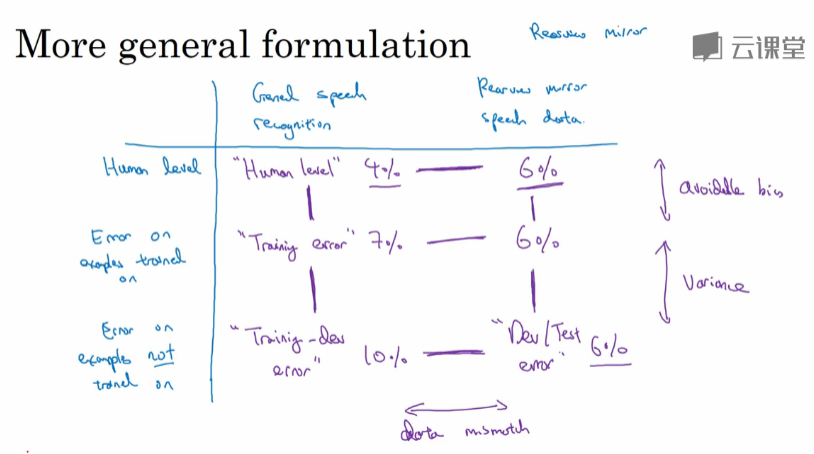 Rearview mirror
More general formulation
云课堂
General speech
recognition
Rearview mirror
speech data.
Human level
"Human level" 4%
6%
avoidable bias
Error on
examples trained
on
"Training error" 7%
6%
Variance
Error on
examples not
trained on
"Training-dev
error" 10%
"Dev/Test
error" 6%
data mismatch